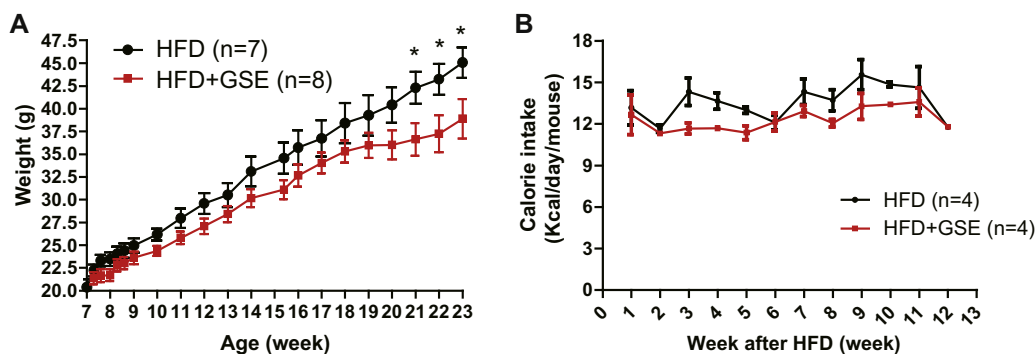 A
HFD (n=7)
HFD+GSE (n=8)
* * *
Weight (g)
47.5
45.0
42.5
40.0
37.5
35.0
32.5
30.0
27.5
25.0
22.5
20.0
7 8 9 10 11 12 13 14 15 16 17 18 19 20 21 22 23
Age (week)
B
Calorie intake
(Kcal/day/mouse)
18
15
12
9
6
3
0
HFD (n=4)
HFD+GSE (n=4)
0 1 2 3 4 5 6 7 8 9 10 11 12 13
Week after HFD (week)